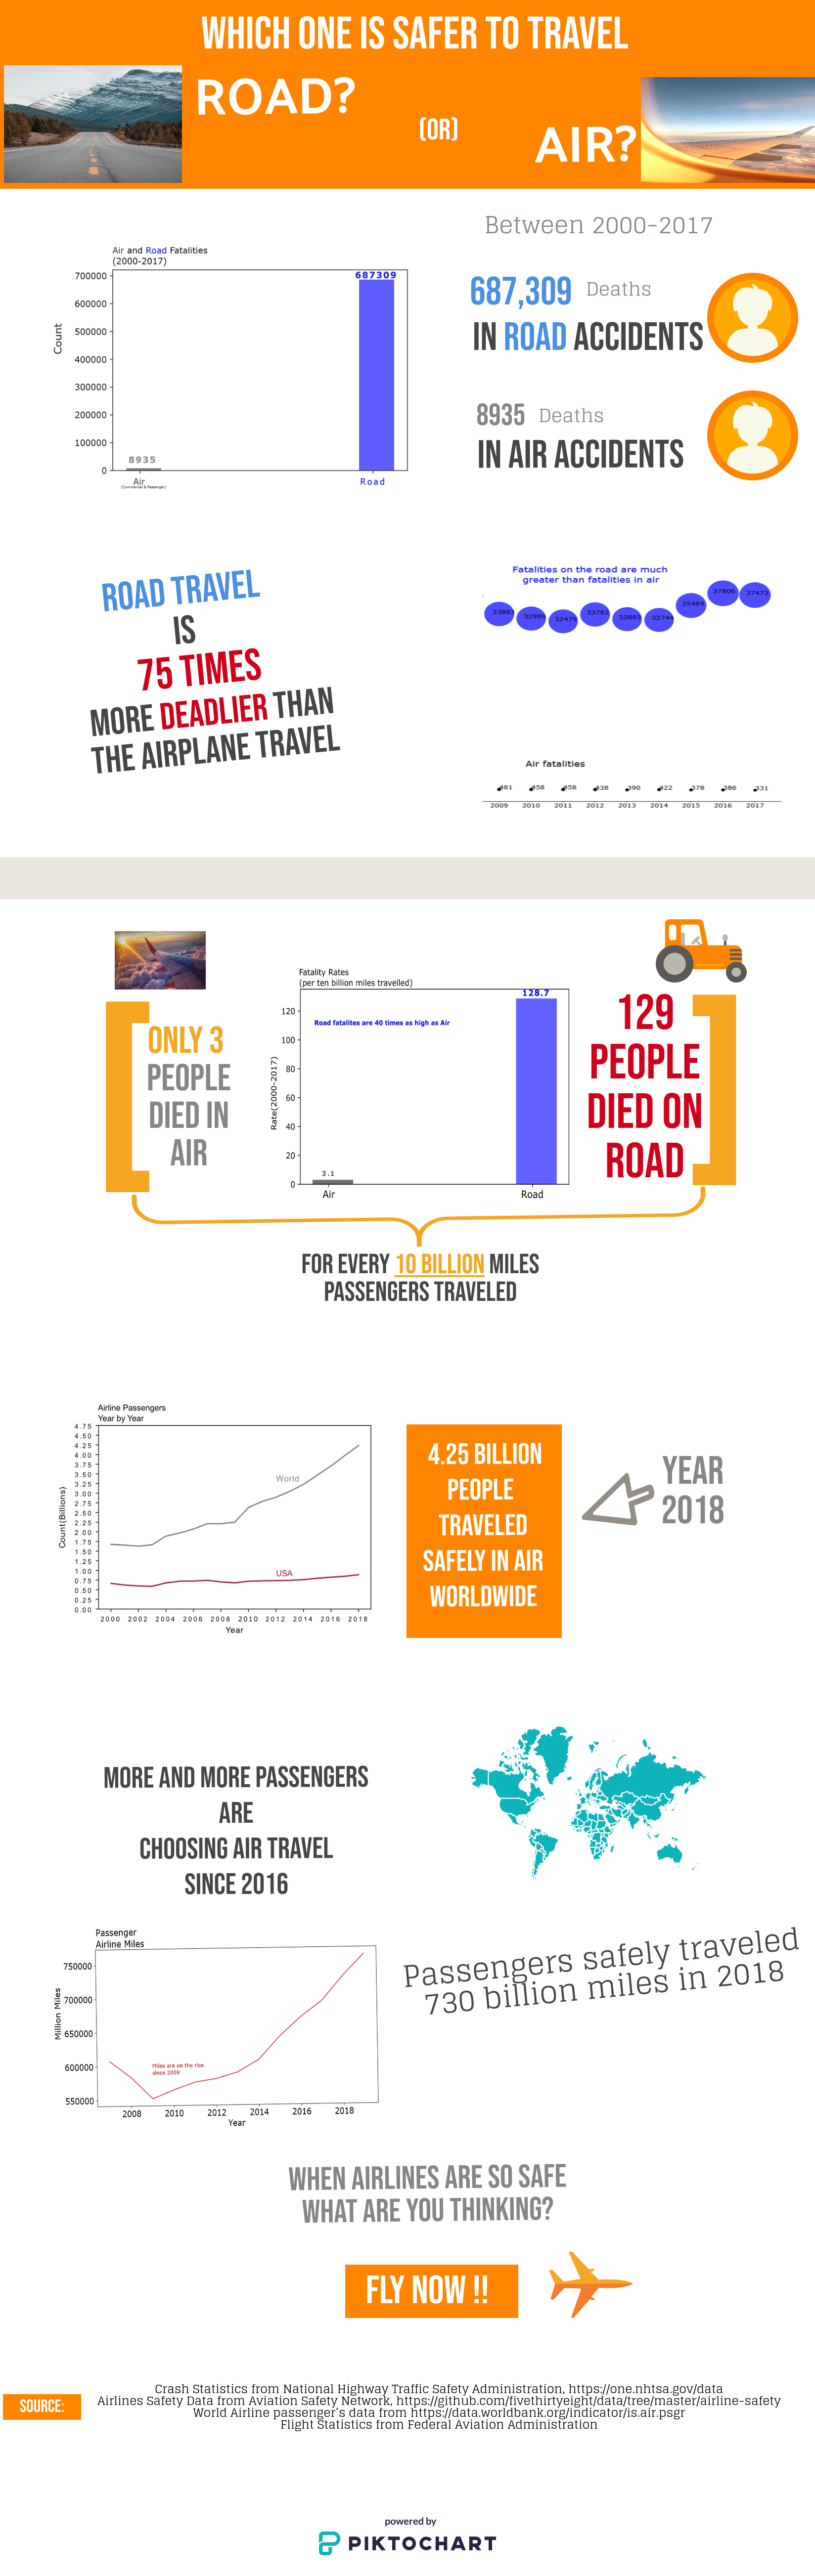 WHICH ONE IS SAFER TO TRAVEL
ROAD?
(OR)
AIR?
Between 2000-2017
Air and Road Fatalities
(2000-2017)
700000
600000
500000
400000
300000
200000
100000
0
Count
687309
8935
Air
(Commercial & Passenger)
Road
687,309 Deaths
IN ROAD ACCIDENTS
8935 Deaths
IN AIR ACCIDENTS
ROAD TRAVEL
IS
75 TIMES
MORE DEADLIER THAN
THE AIRPLANE TRAVEL
Fatalities on the road are much
greater than fatalities in air
33883 32999 32479 33782 32893 32744 35484 37806 37473
Air fatalities
481 458 458 438 390 422 378 386 331
2009 2010 2011 2012 2013 2014 2015 2016 2017
ONLY 3
PEOPLE
DIED IN
AIR
Fatality Rates
(per ten billion miles travelled)
128.7
Road fatalites are 40 times as high as Air
120
100
80
60
40
20
0
Rate(2000-2017)
3.1
Air
Road
129
PEOPLE
DIED ON
ROAD
FOR EVERY 10 BILLION MILES
PASSENGERS TRAVELED
Airline Passengers
Year by Year
4.75
4.50
4.25
4.00
3.75
3.50
3.25
3.00
2.75
2.50
2.25
2.00
1.75
1.50
1.25
1.00
0.75
0.50
0.25
0.00
Count(Billions)
World
USA
2000 2002 2004 2006 2008 2010 2012 2014 2016 2018
Year
4.25 BILLION
PEOPLE
TRAVELED
SAFELY IN AIR
WORLDWIDE
YEAR
2018
MORE AND MORE PASSENGERS
ARE
CHOOSING AIR TRAVEL
SINCE 2016
Passenger
Airline Miles
750000
700000
650000
600000
550000
Million Miles
Miles are on the rise
since 2009
2008 2010 2012 2014 2016 2018
Year
Passengers safely traveled
730 billion miles in 2018
WHEN AIRLINES ARE SO SAFE
WHAT ARE YOU THINKING?
FLY NOW !!
SOURCE:
Crash Statistics from National Highway Traffic Safety Administration, https://one.nhtsa.gov/data
Airlines Safety Data from Aviation Safety Network, https://github.com/fivethirtyeight/data/tree/master/airline-safety
World Airline passenger's data from https://data.worldbank.org/indicator/is.air.psgr
Flight Statistics from Federal Aviation Administration
powered by
PIKTOCHART